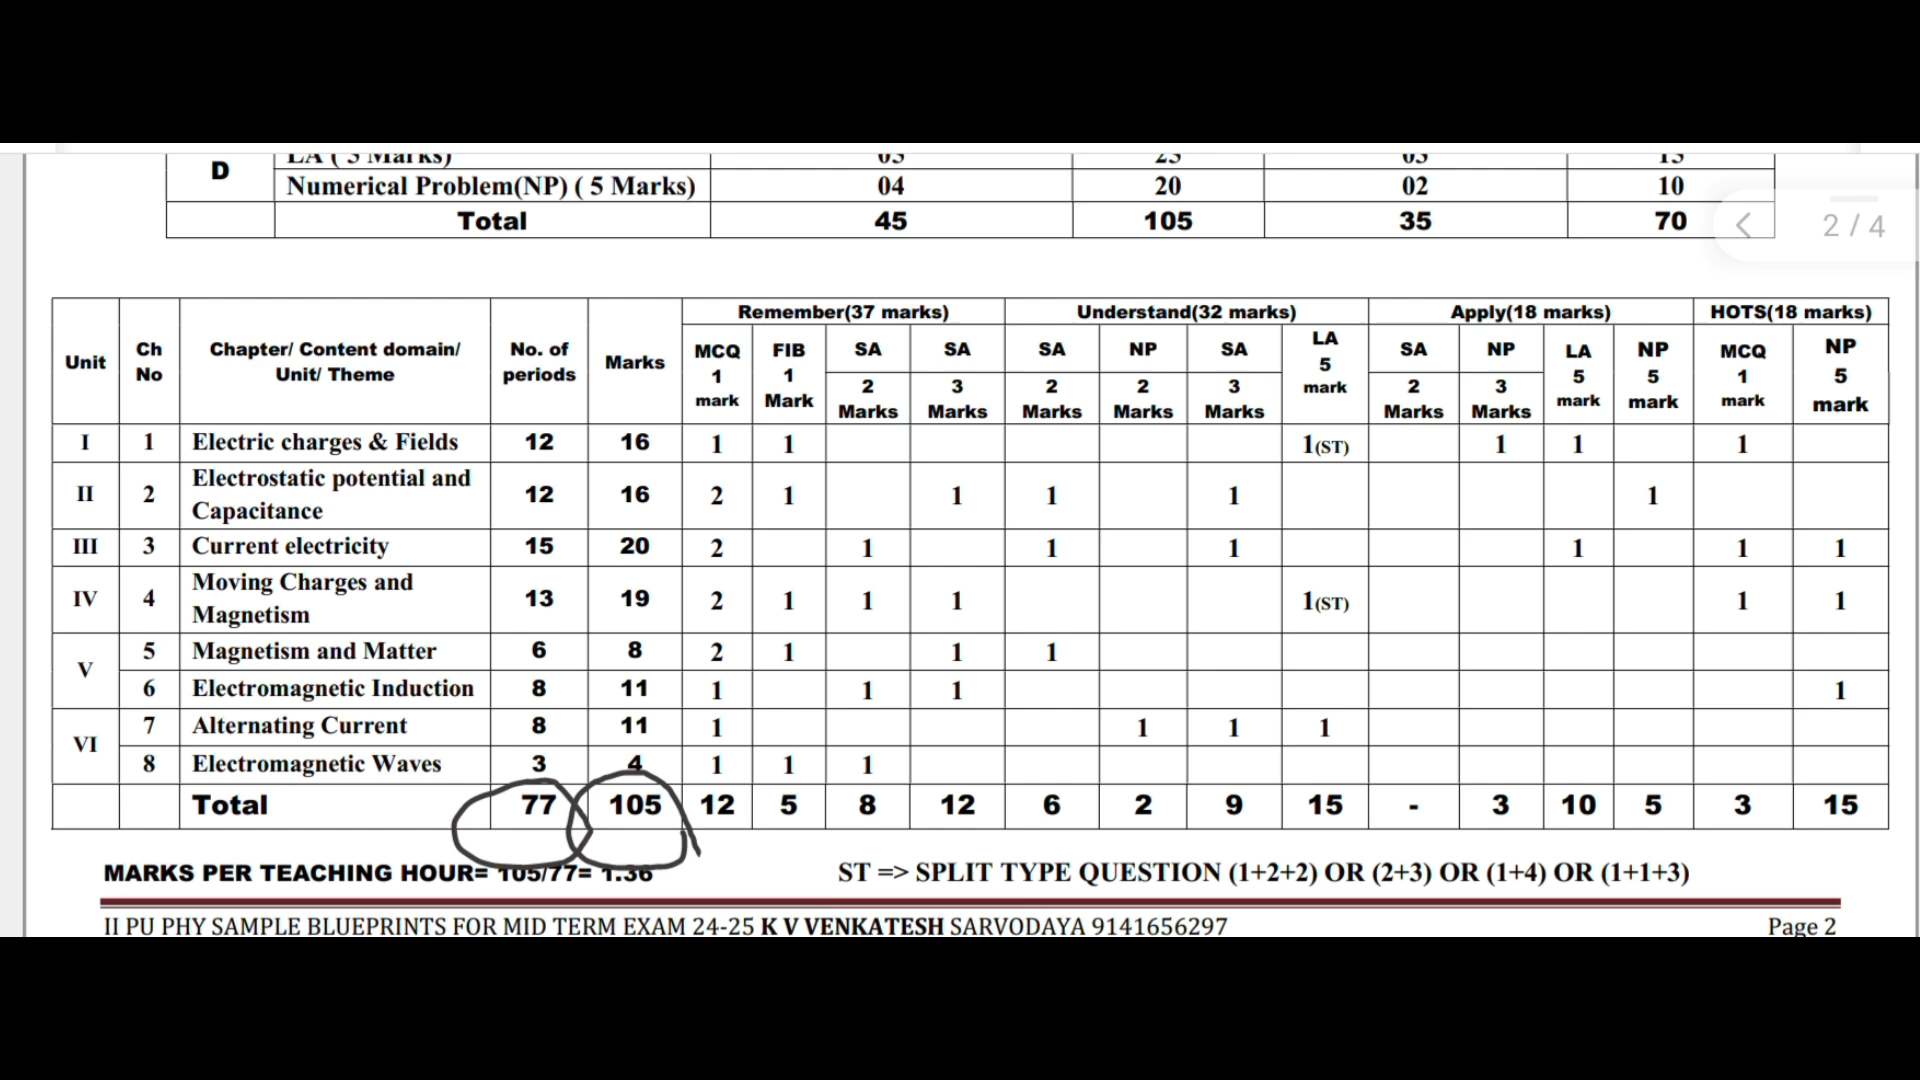 D LA ( 5 Marks) 05 25 03 15
Numerical Problem(NP) ( 5 Marks) 04 20 02 10
Total 45 105 35 70
2 / 4
Unit Ch No Chapter/ Content domain/ Unit/ Theme No. of periods Marks Remember(37 marks) Understand(32 marks) Apply(18 marks) HOTS(18 marks)
MCQ 1 mark FIB 1 Mark SA 2 Marks SA 3 Marks SA 2 Marks NP 2 Marks SA 3 Marks LA 5 mark SA 2 Marks NP 3 Marks LA 5 mark NP 5 mark MCQ 1 mark NP 5 mark
I 1 Electric charges & Fields 12 16 1 1 1(ST) 1 1 1
II 2 Electrostatic potential and Capacitance 12 16 2 1 1 1 1 1
III 3 Current electricity 15 20 2 1 1 1 1 1 1
IV 4 Moving Charges and Magnetism 13 19 2 1 1 1 1(ST) 1 1
V 5 Magnetism and Matter 6 8 2 1 1 1
6 Electromagnetic Induction 8 11 1 1 1 1
VI 7 Alternating Current 8 11 1 1 1 1
8 Electromagnetic Waves 3 4 1 1 1
Total 77 105 12 5 8 12 6 2 9 15 - 3 10 5 3 15
MARKS PER TEACHING HOUR= 105/77= 1.36 ST => SPLIT TYPE QUESTION (1+2+2) OR (2+3) OR (1+4) OR (1+1+3)
II PU PHY SAMPLE BLUEPRINTS FOR MID TERM EXAM 24-25 K V VENKATESH SARVODAYA 9141656297 Page 2